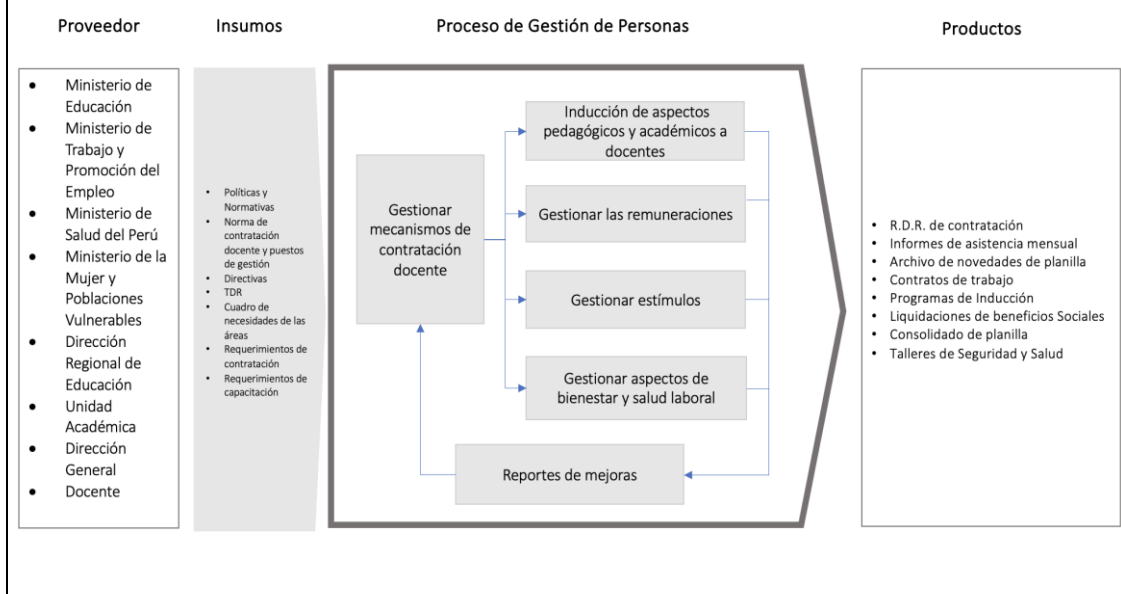 Proveedor
Insumos
Proceso de Gestión de Personas
Productos
• Ministerio de
Educación
• Ministerio de
Trabajo y
Promoción del
Empleo
• Ministerio de
Salud del Perú
• Ministerio de la
Mujer y
Poblaciones
Vulnerables
• Dirección
Regional de
Educación
• Unidad
Académica
• Dirección
General
• Docente
• Políticas y
Normativas
• Norma de
contratación
docente y puestos
de gestión
• Directivas
• TDR
• Cuadro de
necesidades de las
áreas
• Requerimientos de
contratación
• Requerimientos de
capacitación
Gestionar
mecanismos de
contratación
docente
Inducción de aspectos
pedagógicos y académicos a
docentes
Gestionar las remuneraciones
Gestionar estímulos
Gestionar aspectos de
bienestar y salud laboral
Reportes de mejoras
• R.D.R. de contratación
• Informes de asistencia mensual
• Archivo de novedades de planilla
• Contratos de trabajo
• Programas de Inducción
• Liquidaciones de beneficios Sociales
• Consolidado de planilla
• Talleres de Seguridad y Salud